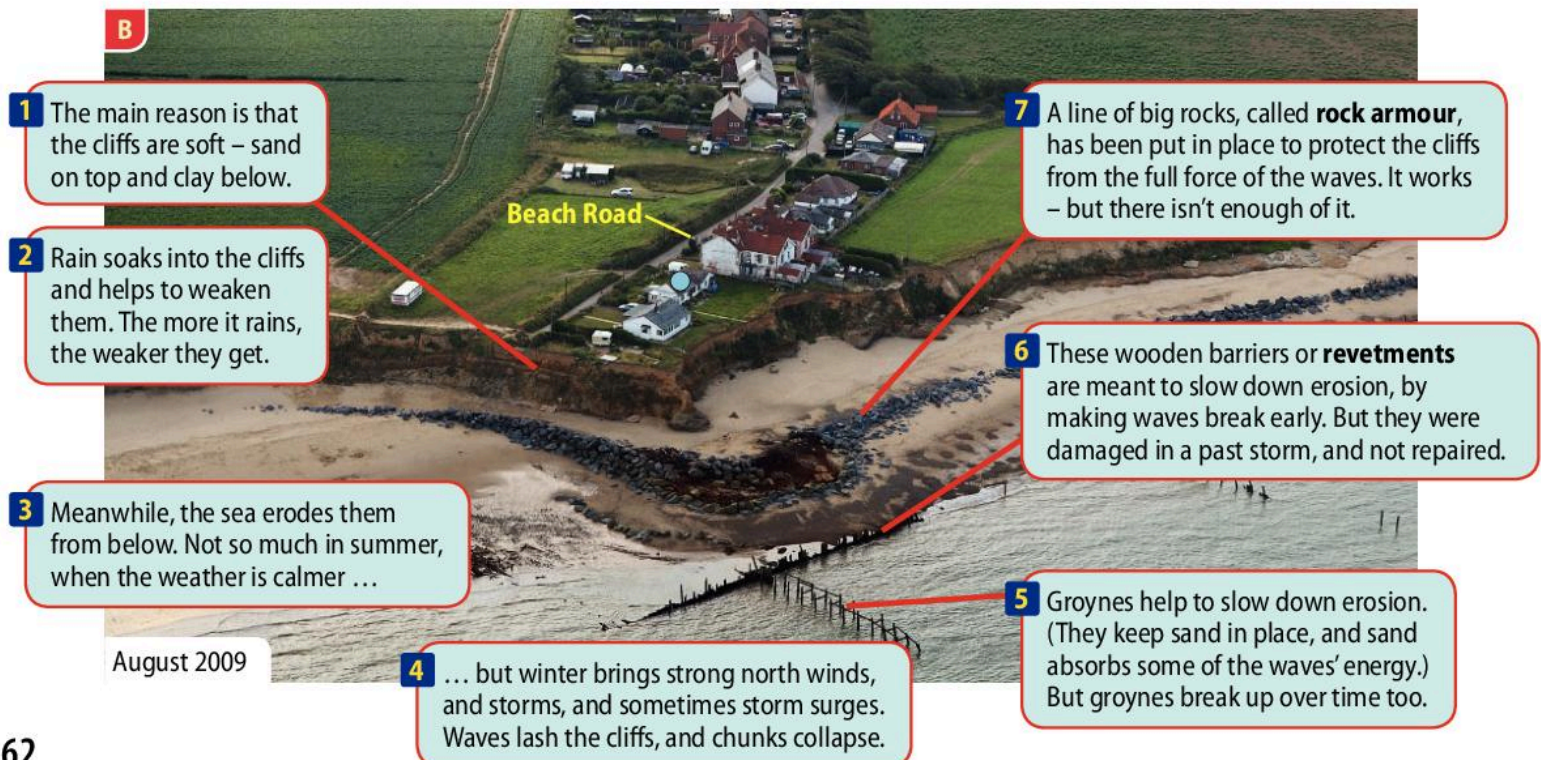 B
1 The main reason is that
the cliffs are soft – sand
on top and clay below.
2 Rain soaks into the cliffs
and helps to weaken
them. The more it rains,
the weaker they get.
3 Meanwhile, the sea erodes them
from below. Not so much in summer,
when the weather is calmer …
4 … but winter brings strong north winds,
and storms, and sometimes storm surges.
Waves lash the cliffs, and chunks collapse.
5 Groynes help to slow down erosion.
(They keep sand in place, and sand
absorbs some of the waves’ energy.)
But groynes break up over time too.
6 These wooden barriers or revetments
are meant to slow down erosion, by
making waves break early. But they were
damaged in a past storm, and not repaired.
7 A line of big rocks, called rock armour,
has been put in place to protect the cliffs
from the full force of the waves. It works
– but there isn’t enough of it.
Beach Road
August 2009
62